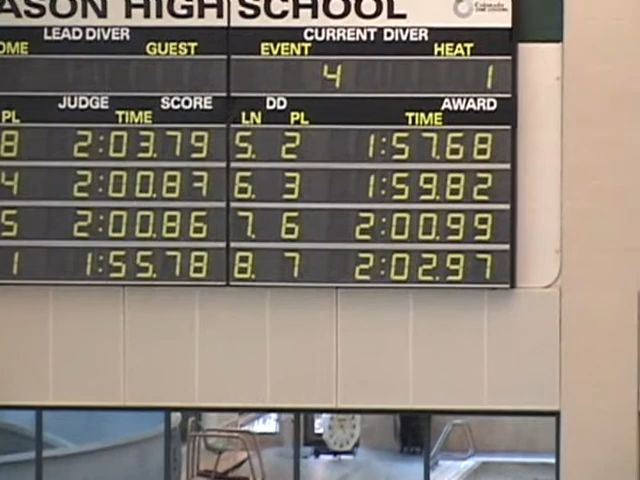 ASON HIGH SCHOOL
LEAD DIVER CURRENT DIVER
OME GUEST EVENT HEAT
4 1
JUDGE SCORE DD AWARD
PL TIME LN PL TIME
8 2:03.79 5. 2 1:57.68
4 2:00.87 6. 3 1:59.82
5 2:00.86 7. 6 2:00.99
1 1:55.78 8. 7 2:02.97